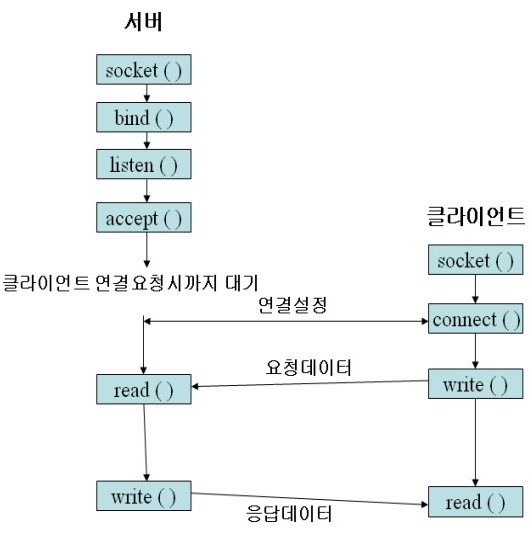 서버
socket ( )
bind ( )
listen ( )
accept ( )
클라이언트 연결 요청시까지 대기
클라이언트
socket ( )
연결설정
connect ( )
요청데이터
read ( )
write ( )
write ( )
응답데이터
read ( )